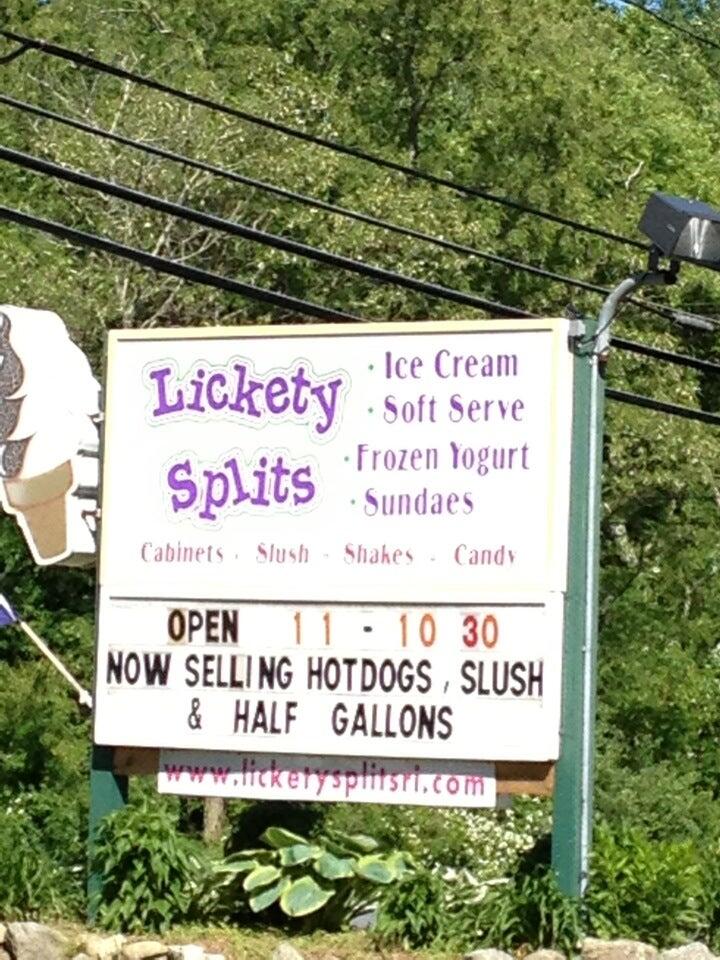 Lickety
Splits
· Ice Cream
· Soft Serve
· Frozen Yogurt
· Sundaes
Cabinets · Slush · Shakes · Candy
OPEN 11 - 10 30
NOW SELLING HOTDOGS, SLUSH
& HALF GALLONS
www.licketysplitsri.com